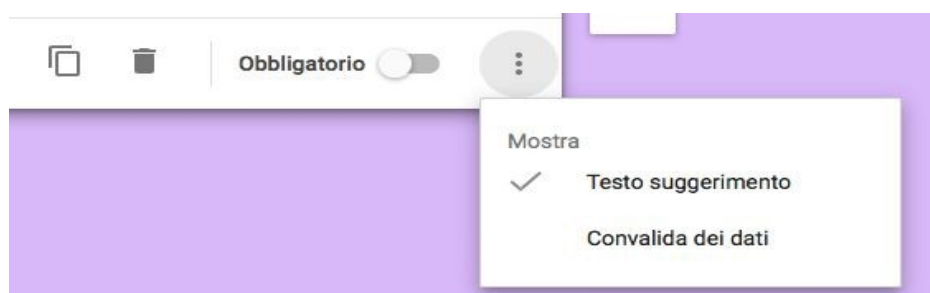 Obbligatorio
Mostra
Testo suggerimento
Convalida dei dati